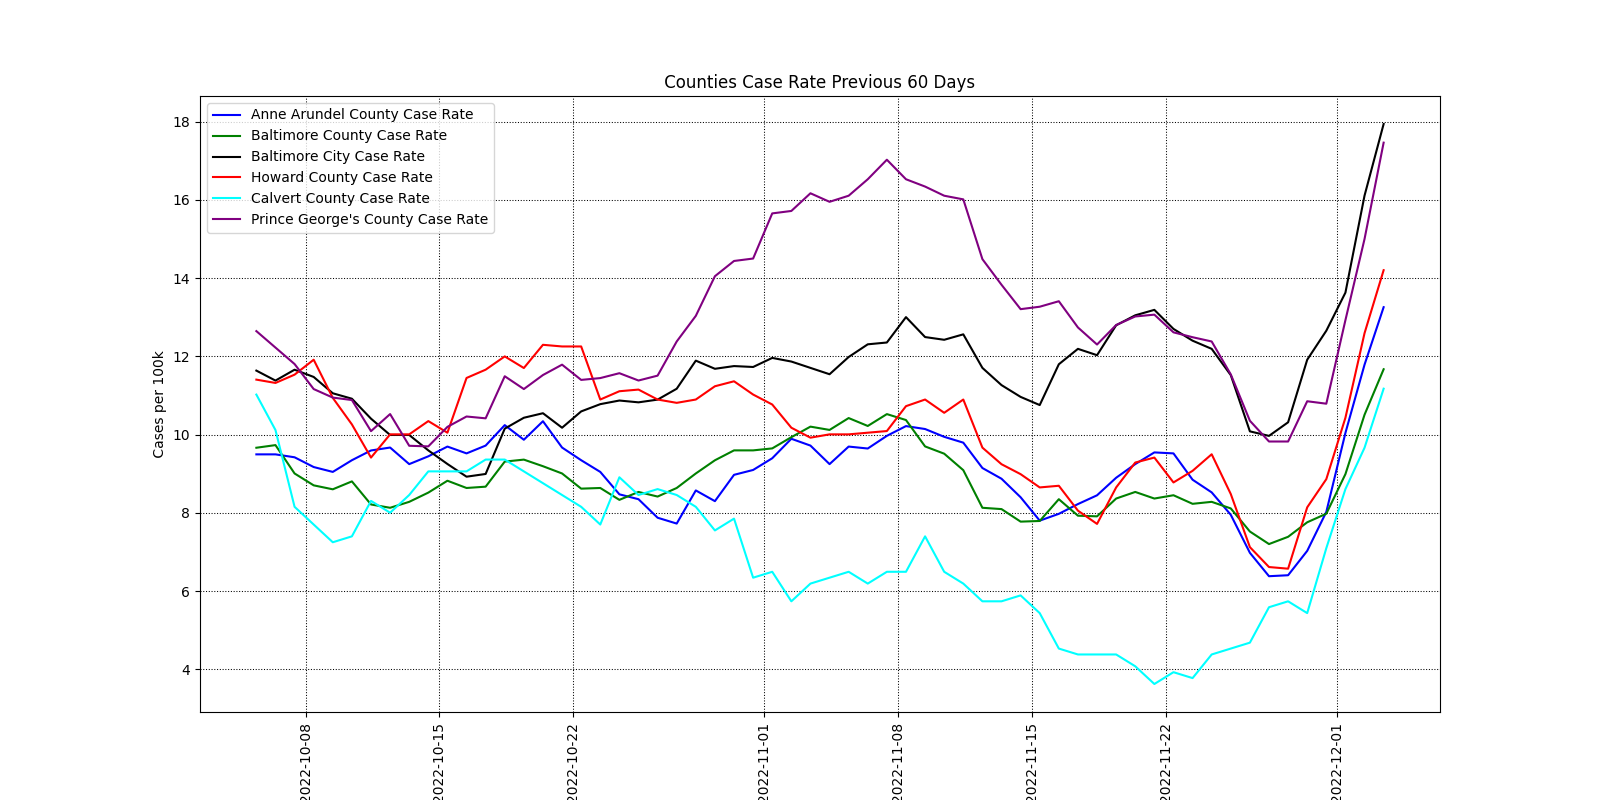 Counties Case Rate Previous 60 Days
Anne Arundel County Case Rate
Baltimore County Case Rate
Baltimore City Case Rate
Howard County Case Rate
Calvert County Case Rate
Prince George's County Case Rate
Cases per 100k
18
16
14
12
10
8
6
4
2022-10-08
2022-10-15
2022-10-22
2022-11-01
2022-11-08
2022-11-15
2022-11-22
2022-12-01